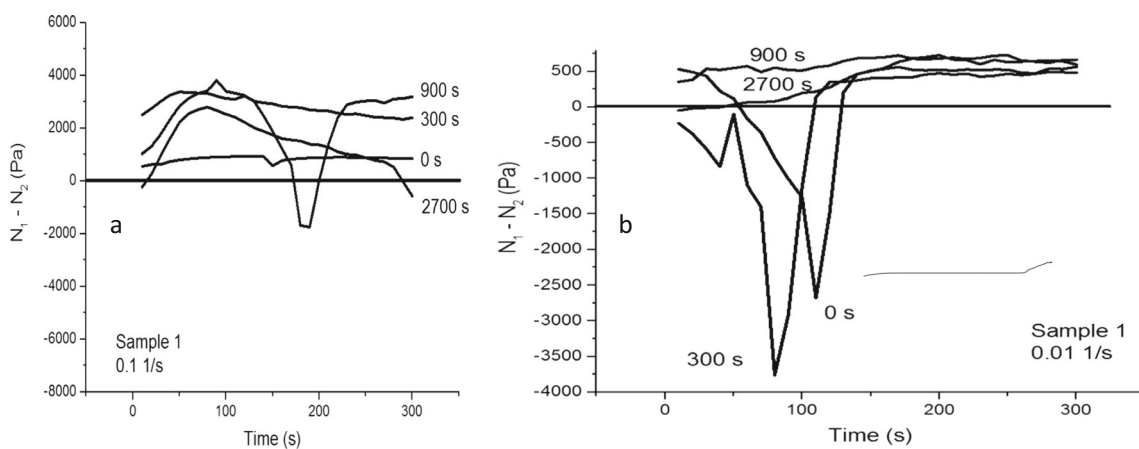 6000
4000
2000
0
-2000
-4000
-6000
-8000
N₁ - N₂ (Pa)
900 s
300 s
0 s
2700 s
a
Sample 1
0.1 1/s
0
100
200
300
Time (s)
500
0
-500
-1000
-1500
-2000
-2500
-3000
-3500
-4000
N₁ - N₂ (Pa)
900 s
2700 s
b
0 s
300 s
Sample 1
0.01 1/s
0
100
200
300
Time (s)